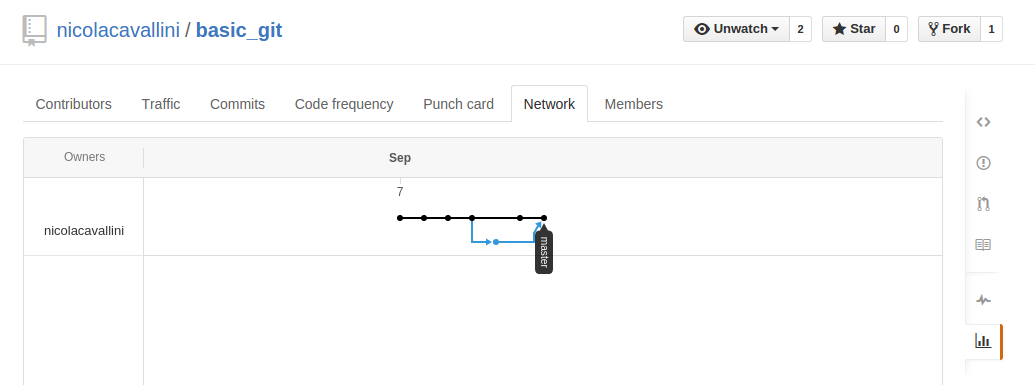 nicolacavallini / basic_git
Unwatch 2 Star 0 Fork 1
Contributors Traffic Commits Code frequency Punch card Network Members
Owners Sep
7
nicolacavallini
master